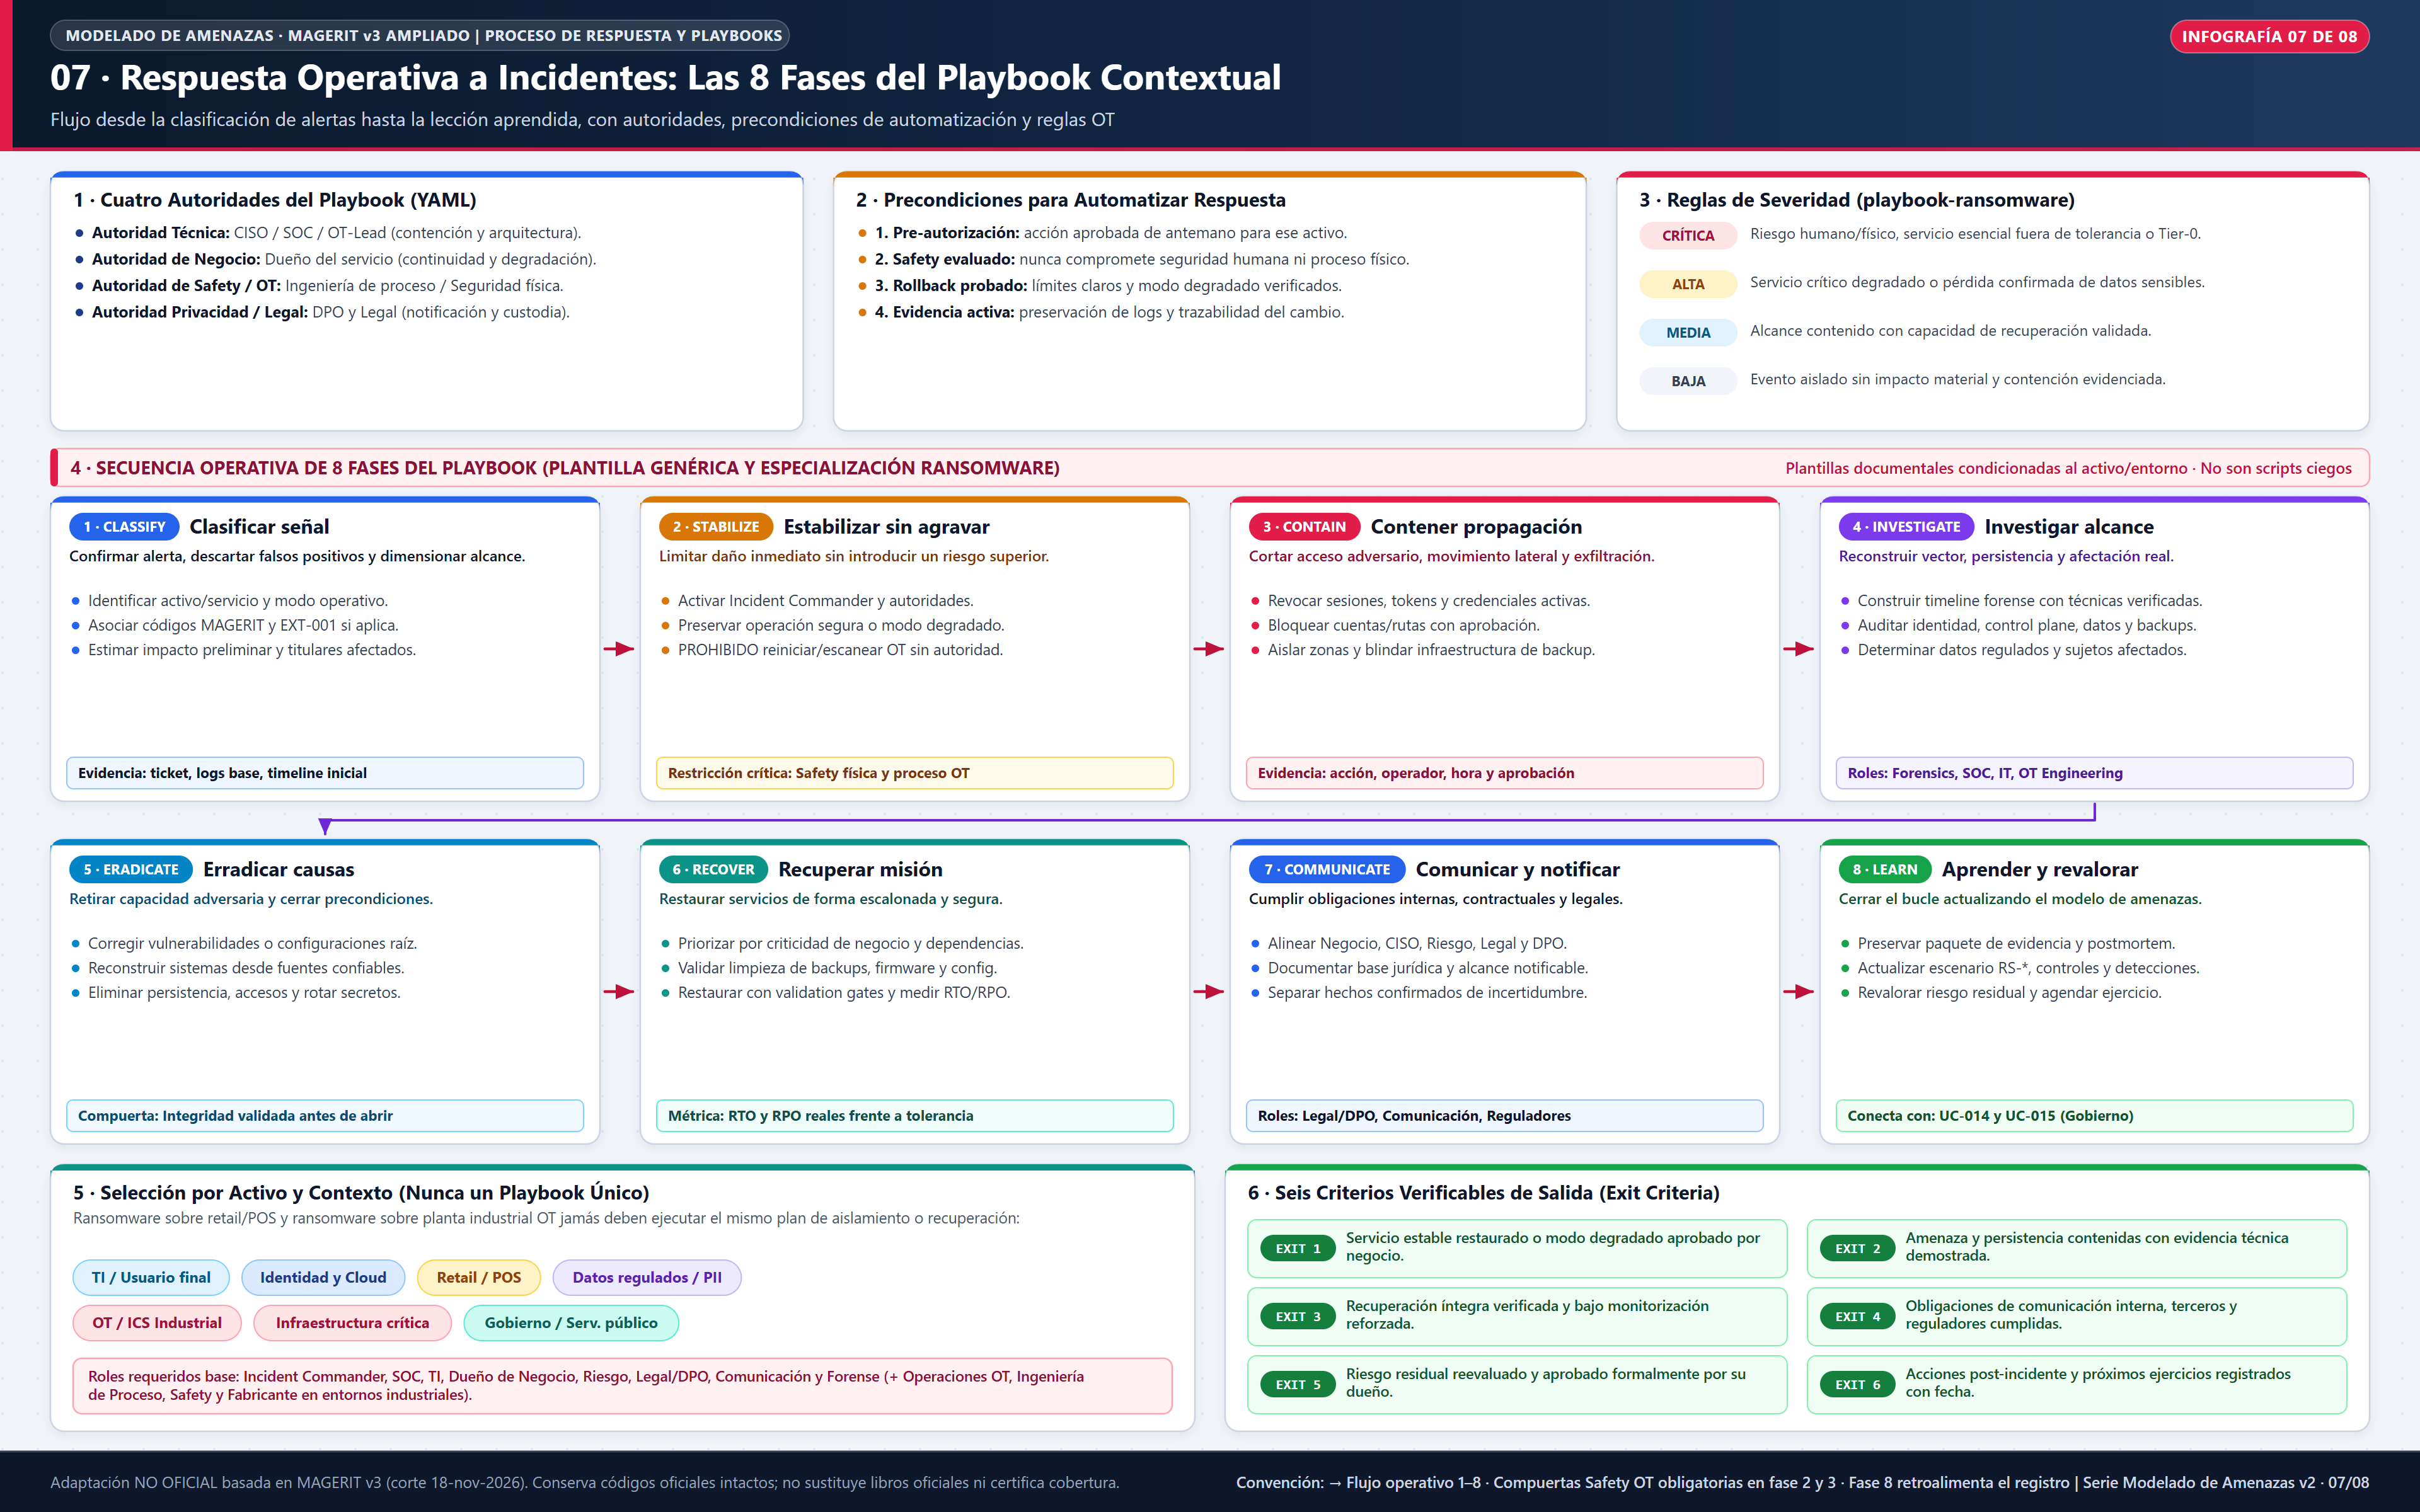 MODELADO DE AMENAZAS · MAGERIT v3 AMPLIADO | PROCESO DE RESPUESTA Y PLAYBOOKS
INFOGRAFÍA 07 DE 08
07 · Respuesta Operativa a Incidentes: Las 8 Fases del Playbook Contextual
Flujo desde la clasificación de alertas hasta la lección aprendida, con autoridades, precondiciones de automatización y reglas OT
1 · Cuatro Autoridades del Playbook (YAML)
Autoridad Técnica: CISO / SOC / OT-Lead (contención y arquitectura).
Autoridad de Negocio: Dueño del servicio (continuidad y degradación).
Autoridad de Safety / OT: Ingeniería de proceso / Seguridad física.
Autoridad Privacidad / Legal: DPO y Legal (notificación y custodia).
2 · Precondiciones para Automatizar Respuesta
1. Pre-autorización: acción aprobada de antemano para ese activo.
2. Safety evaluado: nunca compromete seguridad humana ni proceso físico.
3. Rollback probado: límites claros y modo degradado verificados.
4. Evidencia activa: preservación de logs y trazabilidad del cambio.
3 · Reglas de Severidad (playbook-ransomware)
CRÍTICA Riesgo humano/físico, servicio esencial fuera de tolerancia o Tier-0.
ALTA Servicio crítico degradado o pérdida confirmada de datos sensibles.
MEDIA Alcance contenido con capacidad de recuperación validada.
BAJA Evento aislado sin impacto material y contención evidenciada.
4 · SECUENCIA OPERATIVA DE 8 FASES DEL PLAYBOOK (PLANTILLA GENÉRICA Y ESPECIALIZACIÓN RANSOMWARE)
Plantillas documentales condicionadas al activo/entorno · No son scripts ciegos
1 · CLASSIFY Clasificar señal
Confirmar alerta, descartar falsos positivos y dimensionar alcance.
Identificar activo/servicio y modo operativo.
Asociar códigos MAGERIT y EXT-001 si aplica.
Estimar impacto preliminar y titulares afectados.
Evidencia: ticket, logs base, timeline inicial
2 · STABILIZE Estabilizar sin agravar
Limitar daño inmediato sin introducir un riesgo superior.
Activar Incident Commander y autoridades.
Preservar operación segura o modo degradado.
PROHIBIDO reiniciar/escanear OT sin autoridad.
Restricción crítica: Safety física y proceso OT
3 · CONTAIN Contener propagación
Cortar acceso adversario, movimiento lateral y exfiltración.
Revocar sesiones, tokens y credenciales activas.
Bloquear cuentas/rutas con aprobación.
Aislar zonas y blindar infraestructura de backup.
Evidencia: acción, operador, hora y aprobación
4 · INVESTIGATE Investigar alcance
Reconstruir vector, persistencia y afectación real.
Construir timeline forense con técnicas verificadas.
Auditar identidad, control plane, datos y backups.
Determinar datos regulados y sujetos afectados.
Roles: Forensics, SOC, IT, OT Engineering
5 · ERADICATE Erradicar causas
Retirar capacidad adversaria y cerrar precondiciones.
Corregir vulnerabilidades o configuraciones raíz.
Reconstruir sistemas desde fuentes confiables.
Eliminar persistencia, accesos y rotar secretos.
Compuerta: Integridad validada antes de abrir
6 · RECOVER Recuperar misión
Restaurar servicios de forma escalonada y segura.
Priorizar por criticidad de negocio y dependencias.
Validar limpieza de backups, firmware y config.
Restaurar con validation gates y medir RTO/RPO.
Métrica: RTO y RPO reales frente a tolerancia
7 · COMMUNICATE Comunicar y notificar
Cumplir obligaciones internas, contractuales y legales.
Alinear Negocio, CISO, Riesgo, Legal y DPO.
Documentar base jurídica y alcance notificable.
Separar hechos confirmados de incertidumbre.
Roles: Legal/DPO, Comunicación, Reguladores
8 · LEARN Aprender y revalorar
Cerrar el bucle actualizando el modelo de amenazas.
Preservar paquete de evidencia y postmortem.
Actualizar escenario RS-*, controles y detecciones.
Revalorar riesgo residual y agendar ejercicio.
Conecta con: UC-014 y UC-015 (Gobierno)
5 · Selección por Activo y Contexto (Nunca un Playbook Único)
Ransomware sobre retail/POS y ransomware sobre planta industrial OT jamás deben ejecutar el mismo plan de aislamiento o recuperación:
TI / Usuario final
Identidad y Cloud
Retail / POS
Datos regulados / PII
OT / ICS Industrial
Infraestructura crítica
Gobierno / Serv. público
Roles requeridos base: Incident Commander, SOC, TI, Dueño de Negocio, Riesgo, Legal/DPO, Comunicación y Forense (+ Operaciones OT, Ingeniería
de Proceso, Safety y Fabricante en entornos industriales).
6 · Seis Criterios Verificables de Salida (Exit Criteria)
EXIT 1 Servicio estable restaurado o modo degradado aprobado por
negocio.
EXIT 2 Amenaza y persistencia contenidas con evidencia técnica
demostrada.
EXIT 3 Recuperación íntegra verificada y bajo monitorización
reforzada.
EXIT 4 Obligaciones de comunicación interna, terceros y
reguladores cumplidas.
EXIT 5 Riesgo residual reevaluado y aprobado formalmente por su
dueño.
EXIT 6 Acciones post-incidente y próximos ejercicios registrados
con fecha.
Adaptación NO OFICIAL basada en MAGERIT v3 (corte 18-nov-2026). Conserva códigos oficiales intactos; no sustituye libros oficiales ni certifica cobertura.
Convención: → Flujo operativo 1–8 · Compuertas Safety OT obligatorias en fase 2 y 3 · Fase 8 retroalimenta el registro | Serie Modelado de Amenazas v2 · 07/08